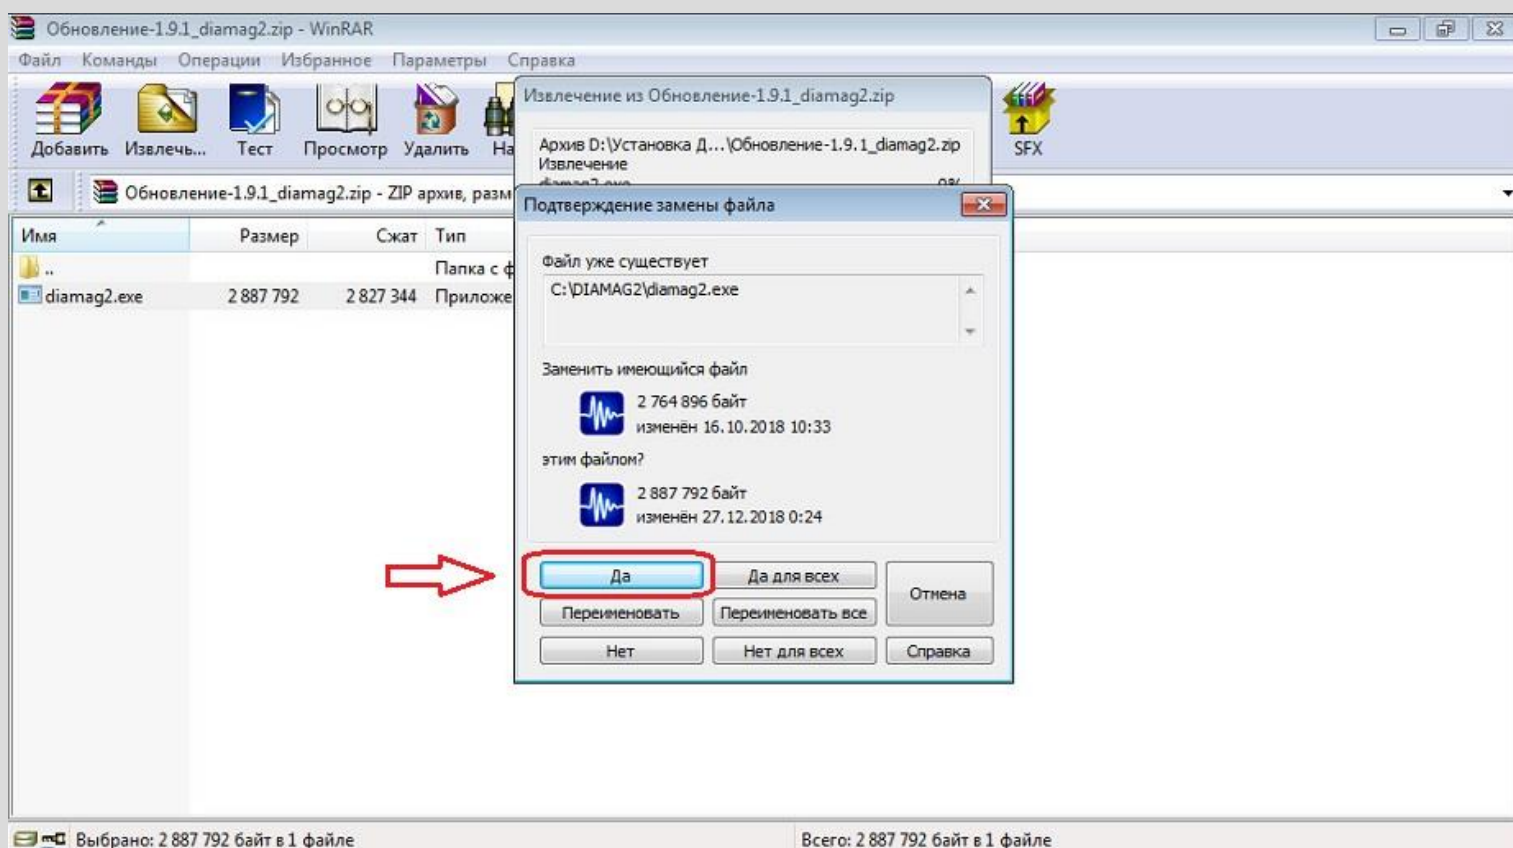 Обновление-1.9.1_diamag2.zip - WinRAR
Файл Команды Операции Избранное Параметры Справка
Добавить Извлечь... Тест Просмотр Удалить На SFX
Обновление-1.9.1_diamag2.zip - ZIP архив, разм
Имя Размер Сжат Тип
.. Папка с ф
diamag2.exe 2 887 792 2 827 344 Приложе
Извлечение из Обновление-1.9.1_diamag2.zip
Архив D:\Установка Д...\Обновление-1.9.1_diamag2.zip
Извлечение
diamag2.exe 0%
Подтверждение замены файла
Файл уже существует
C:\DIAMAG2\diamag2.exe
Заменить имеющийся файл
2 764 896 байт
изменён 16.10.2018 10:33
этим файлом?
2 887 792 байт
изменён 27.12.2018 0:24
Да Да для всех Отмена
Переименовать Переименовать все
Нет Нет для всех Справка
Выбрано: 2 887 792 байт в 1 файле Всего: 2 887 792 байт в 1 файле